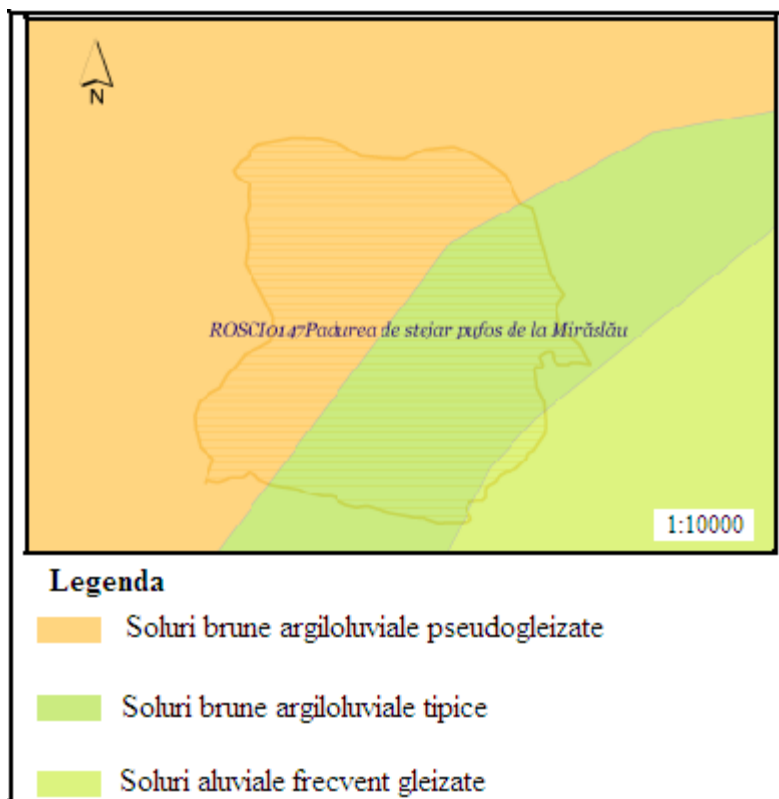 N
ROSCI0147Padurea de stejar pufos de la Mirăslău
1:10000
Legenda
Soluri brune argiloluviale pseudogleizate
Soluri brune argiloluviale tipice
Soluri aluviale frecvent gleizate